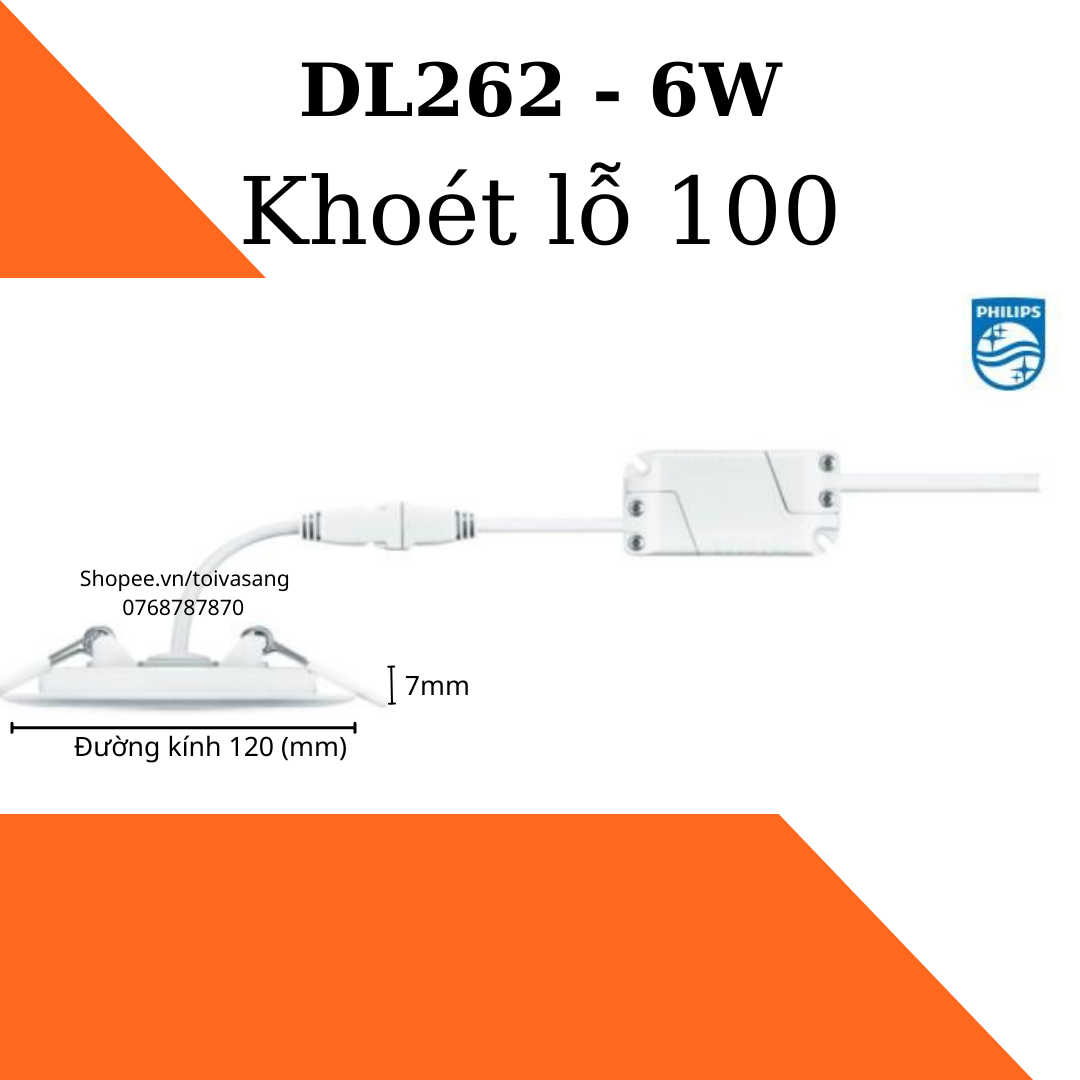 DL262 - 6W
Khoét lỗ 100
PHILIPS
Shopee.vn/toivasang
0768787870
7mm
Đường kính 120 (mm)